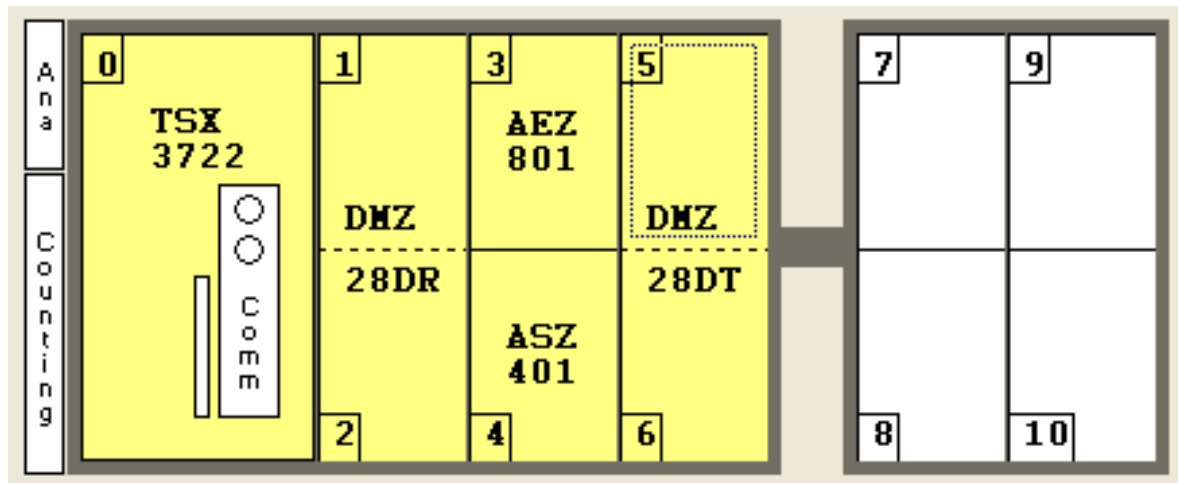 Ana
Counting
0
TSX
3722
Comm
1
DMZ
28DR
2
3
AEZ
801
ASZ
401
4
5
DMZ
28DT
6
7
8
9
10